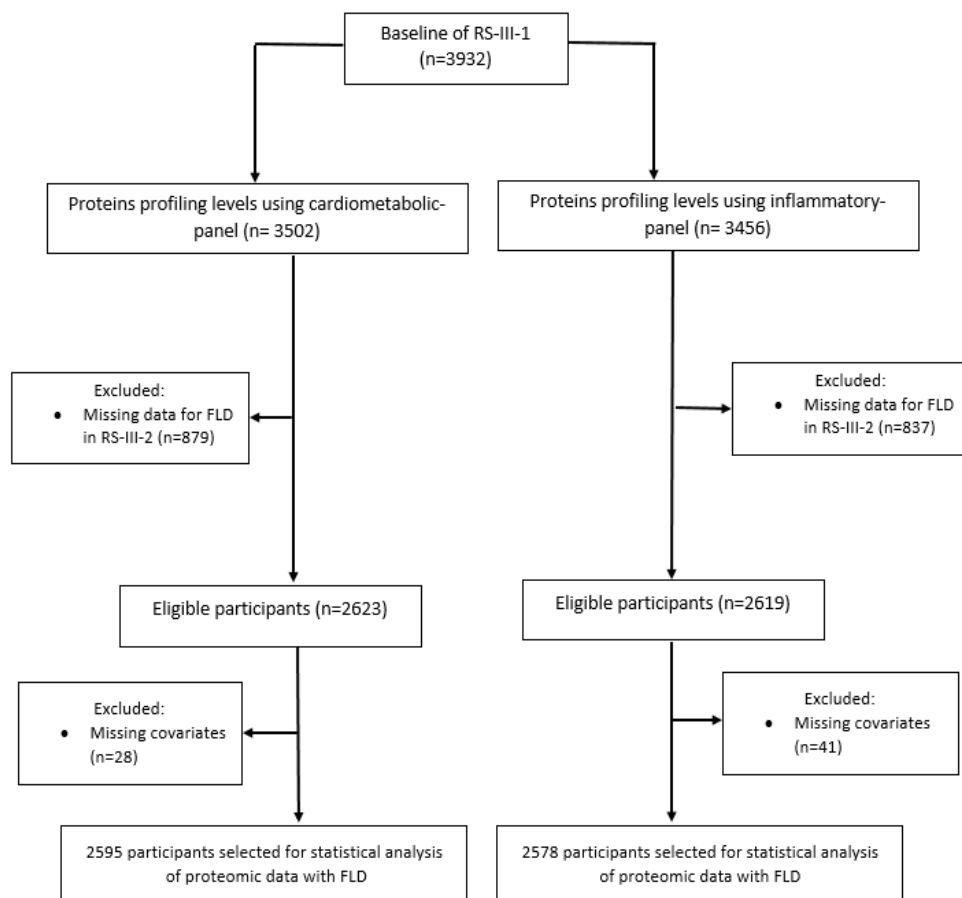 Baseline of RS-III-1
(n=3932)
Proteins profiling levels using cardiometabolic-
panel (n= 3502)
Proteins profiling levels using inflammatory-
panel (n= 3456)
Excluded:
• Missing data for FLD
in RS-III-2 (n=879)
Excluded:
• Missing data for FLD
in RS-III-2 (n=837)
Eligible participants (n=2623)
Eligible participants (n=2619)
Excluded:
• Missing covariates
(n=28)
Excluded:
• Missing covariates
(n=41)
2595 participants selected for statistical analysis
of proteomic data with FLD
2578 participants selected for statistical analysis
of proteomic data with FLD